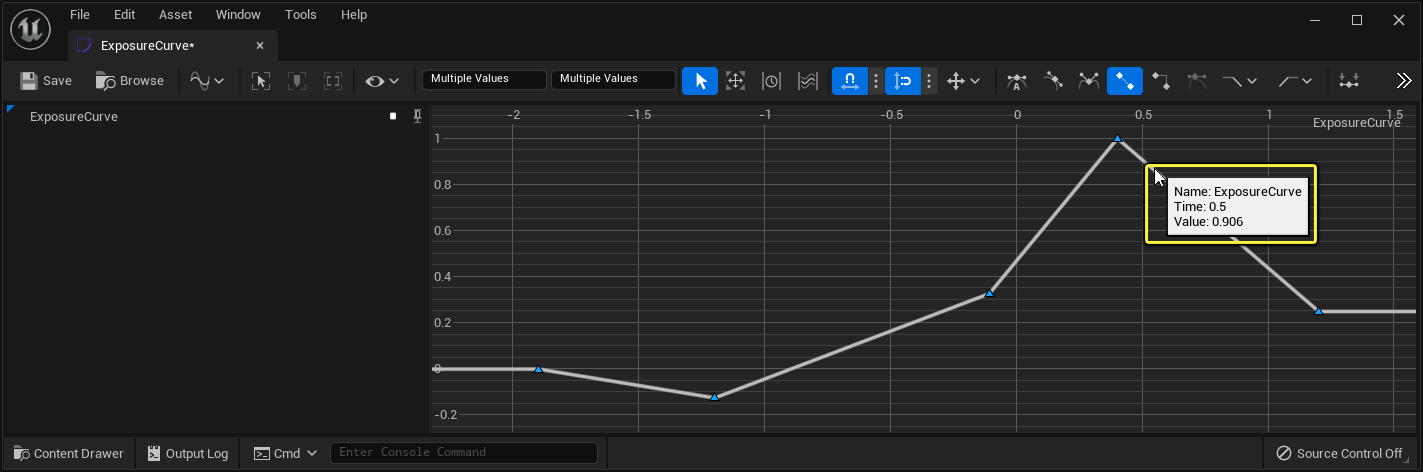 File Edit Asset Window Tools Help
ExposureCurve*
Save Browse Multiple Values Multiple Values
ExposureCurve
-2 -1.5 -1 -0.5 0 0.5 1 1.5
ExposureCurve
1
0.8
0.6
0.4
0.2
0
-0.2
Name: ExposureCurve
Time: 0.5
Value: 0.906
Content Drawer Output Log Cmd Enter Console Command Source Control Off